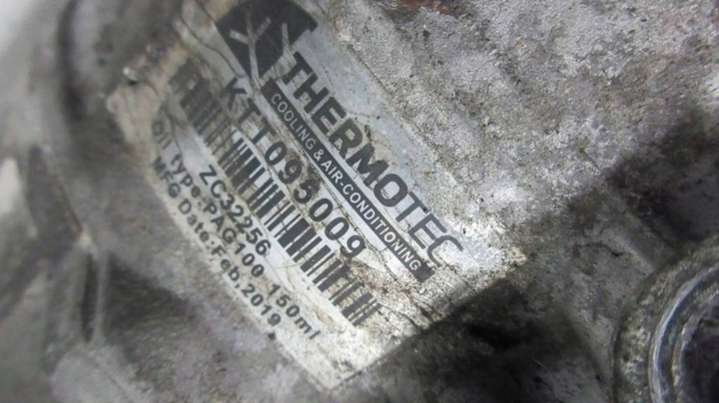 THERMOTEC
COOLING & AIR-CONDITIONING
KTT095009
ZC32256
Oil type:PAG100 150ml
MFG Date:Feb,2019